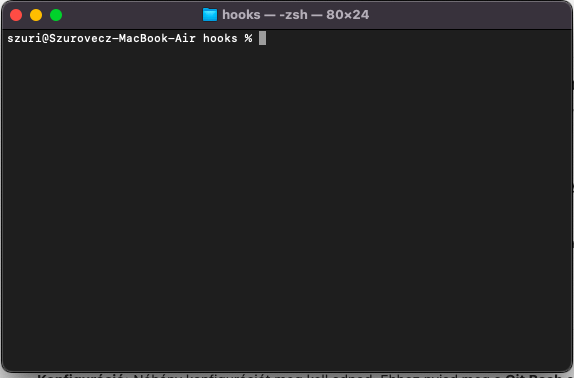 hooks — -zsh — 80×24
szuri@Szurovecz-MacBook-Air hooks %